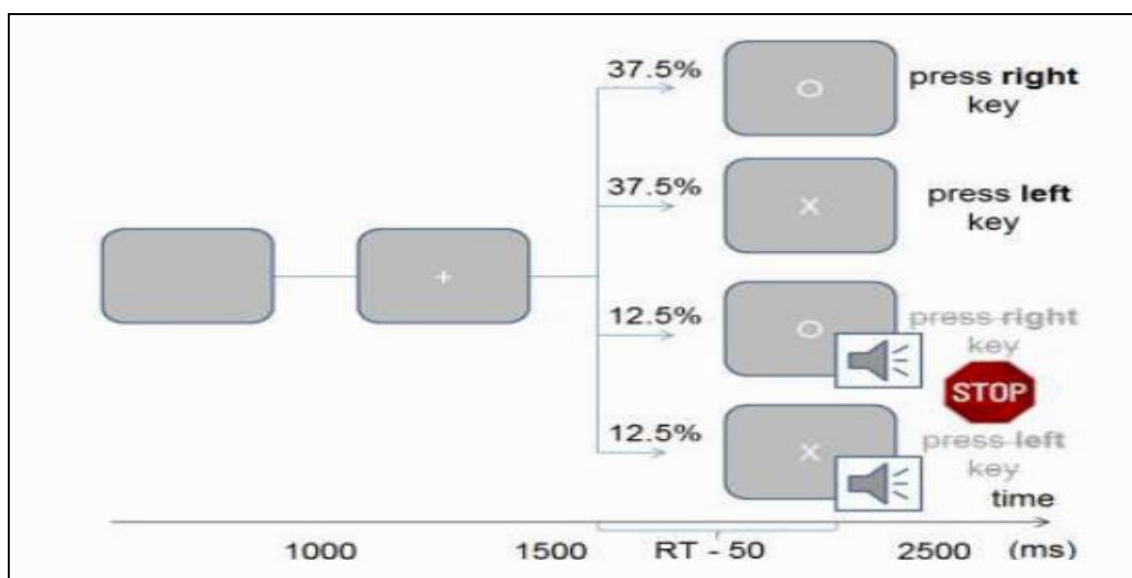 37.5%
press right
key
37.5%
press left
key
+
12.5%
press right
key
STOP
12.5%
press left
key
time
1000 1500 RT - 50 2500 (ms)